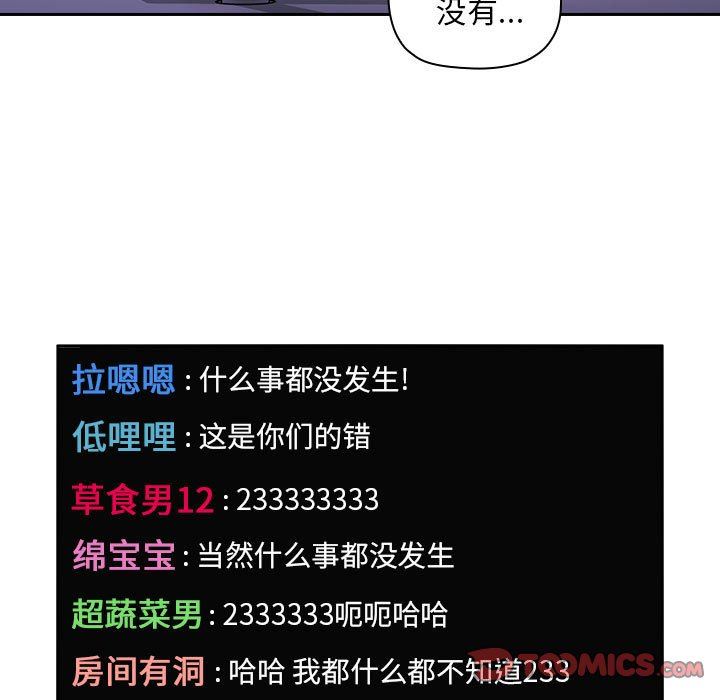 没有...
拉嗯嗯 : 什么事都没发生!
低哩哩 : 这是你们的错
草食男12 : 233333333
绵宝宝 : 当然什么事都没发生
超蔬菜男 : 2333333呃呃哈哈
房间有洞 : 哈哈 我都什么都不知道233
TOOMICS.COM